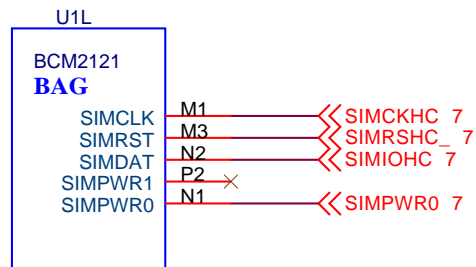 U1L
BCM2121
BAG
SIMCLK M1 SIMCKHC 7
SIMRST M3 SIMRSHC_ 7
SIMDAT N2 SIMIOHC 7
SIMPWR1 P2
SIMPWR0 N1 SIMPWR0 7